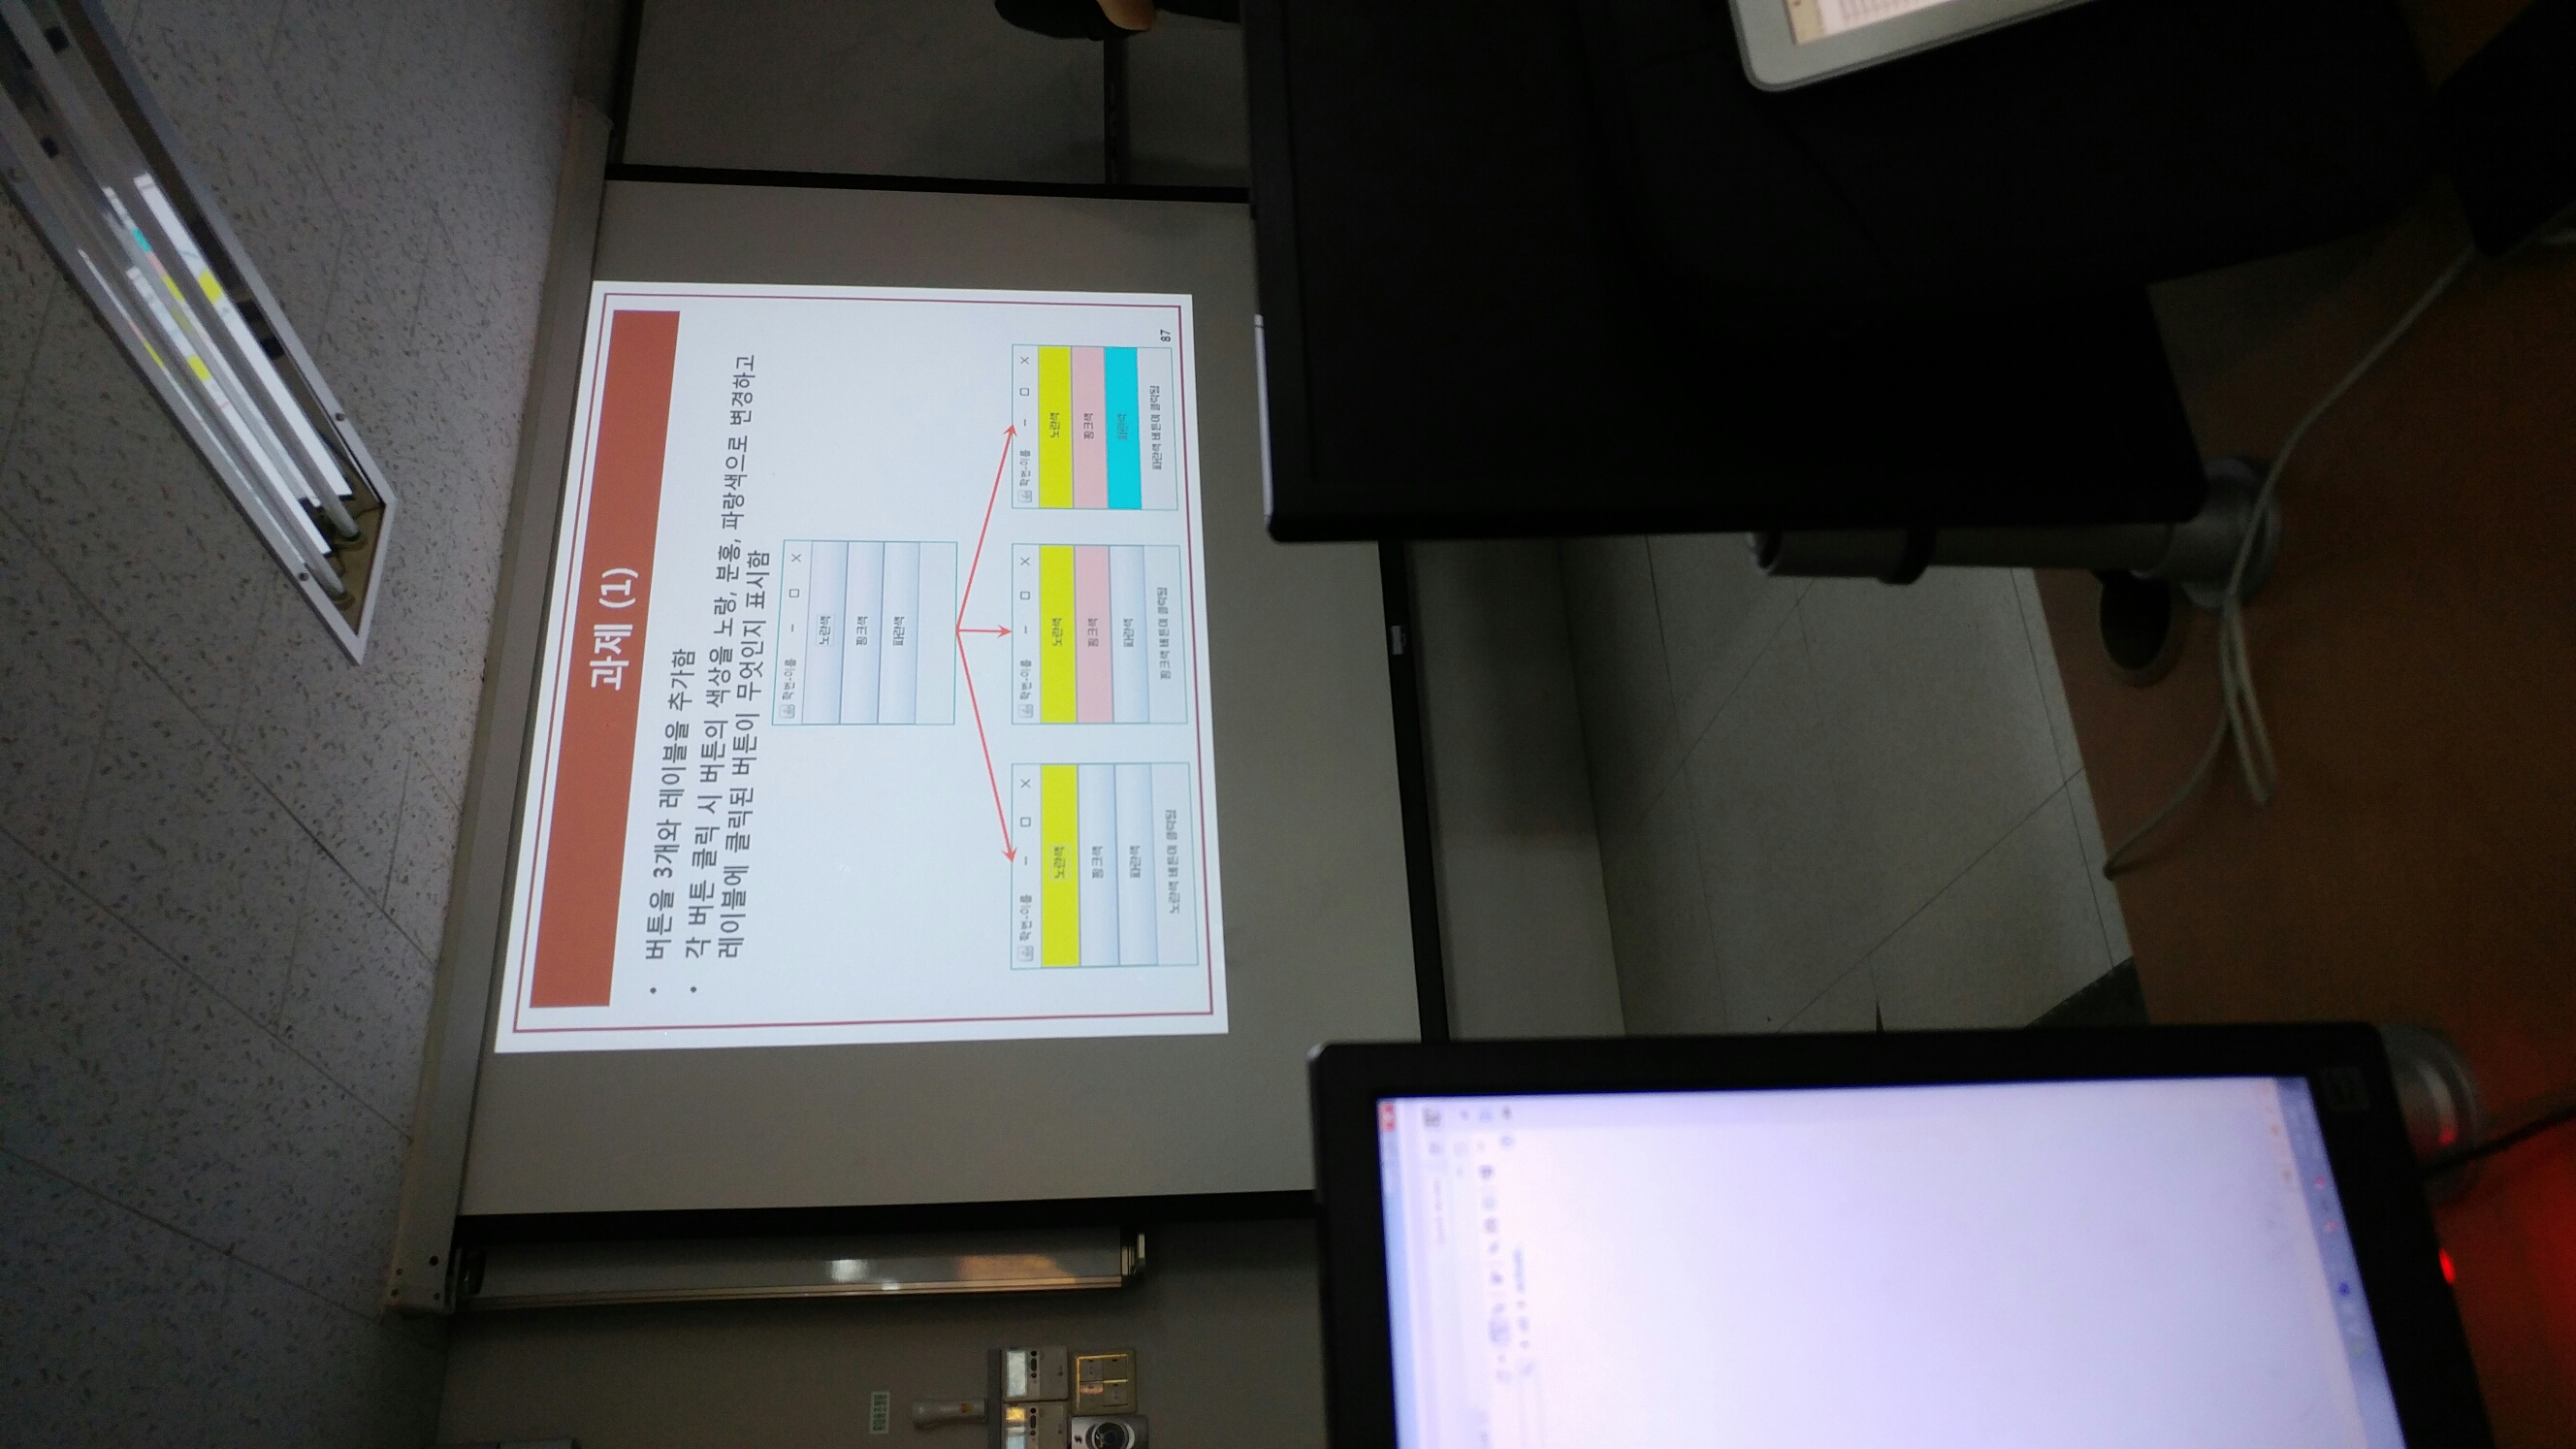 과제 (1)
• 버튼을 3개와 레이블을 추가함
• 각 버튼 클릭 시 버튼의 색상을 노랑, 분홍, 파랑색으로 변경하고
레이블에 클릭된 버튼이 무엇인지 표시함
학번-이름
노란색
핑크색
파란색
학번-이름
노란색
핑크색
파란색
노란색 버튼이 클릭됨
학번-이름
노란색
핑크색
파란색
핑크색 버튼이 클릭됨
학번-이름
노란색
핑크색
파란색
파란색 버튼이 클릭됨
87